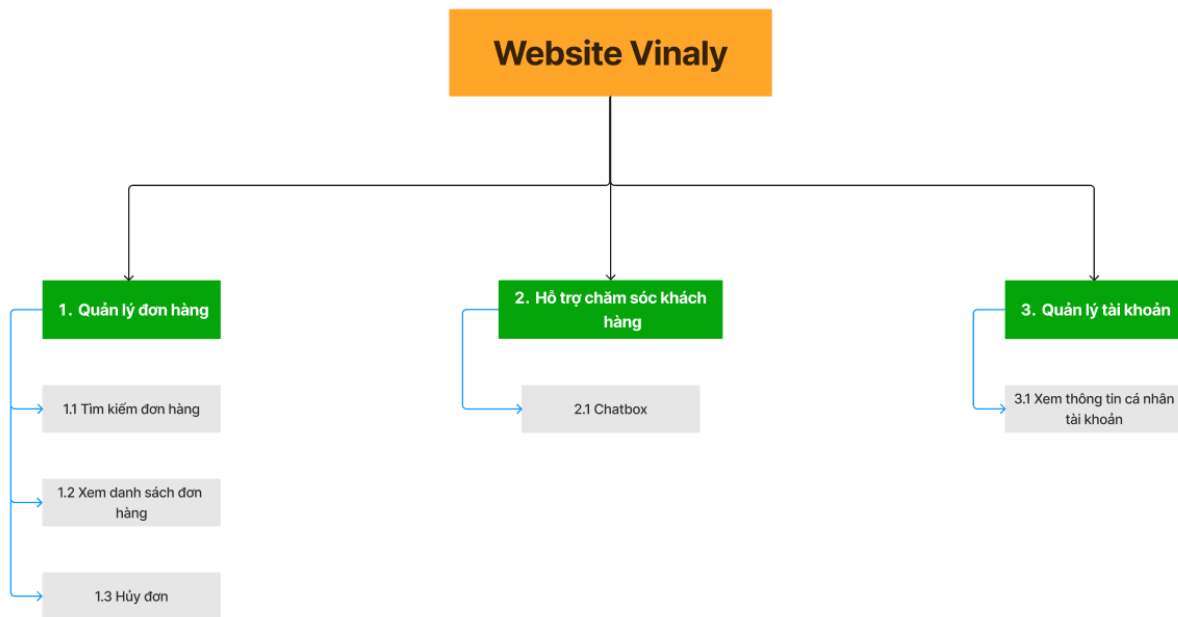 Website Vinaly
1. Quản lý đơn hàng
2. Hỗ trợ chăm sóc khách
hàng
3. Quản lý tài khoản
1.1 Tìm kiếm đơn hàng
2.1 Chatbox
3.1 Xem thông tin cá nhân
tài khoản
1.2 Xem danh sách đơn
hàng
1.3 Hủy đơn